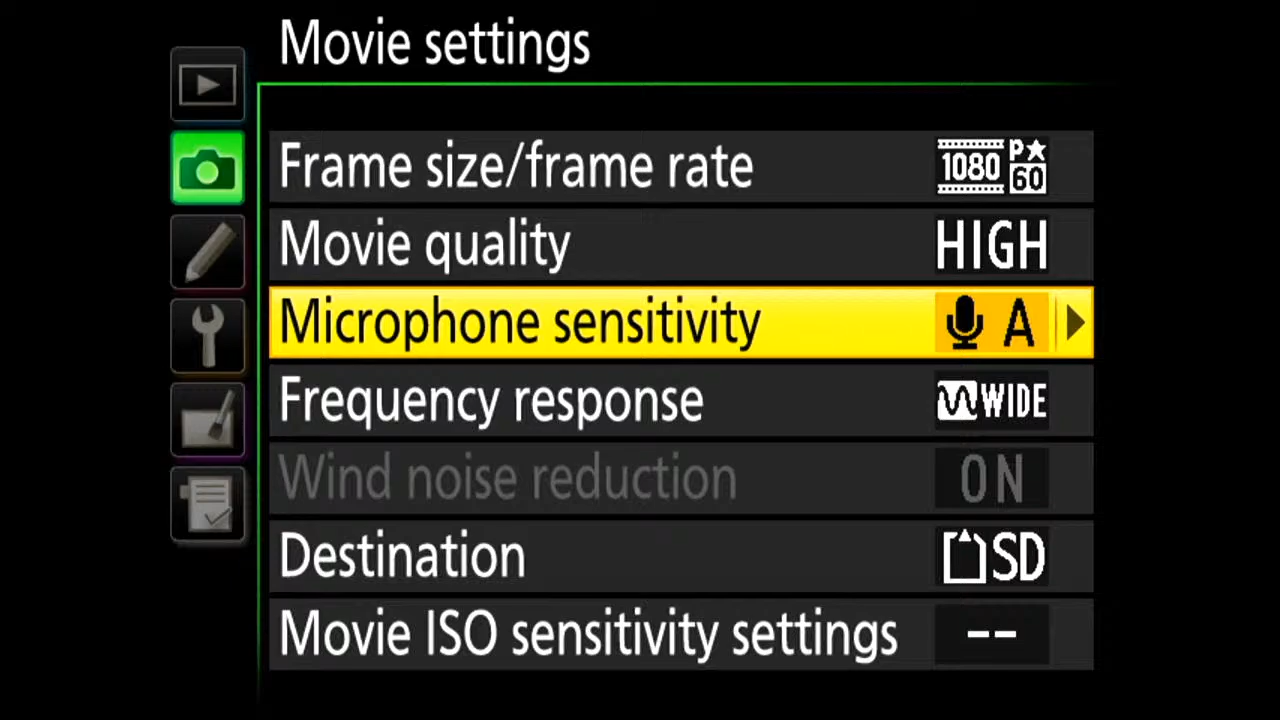 Movie settings
Frame size/frame rate 1080 P★ 60
Movie quality HIGH
Microphone sensitivity A
Frequency response WIDE
Wind noise reduction ON
Destination SD
Movie ISO sensitivity settings --